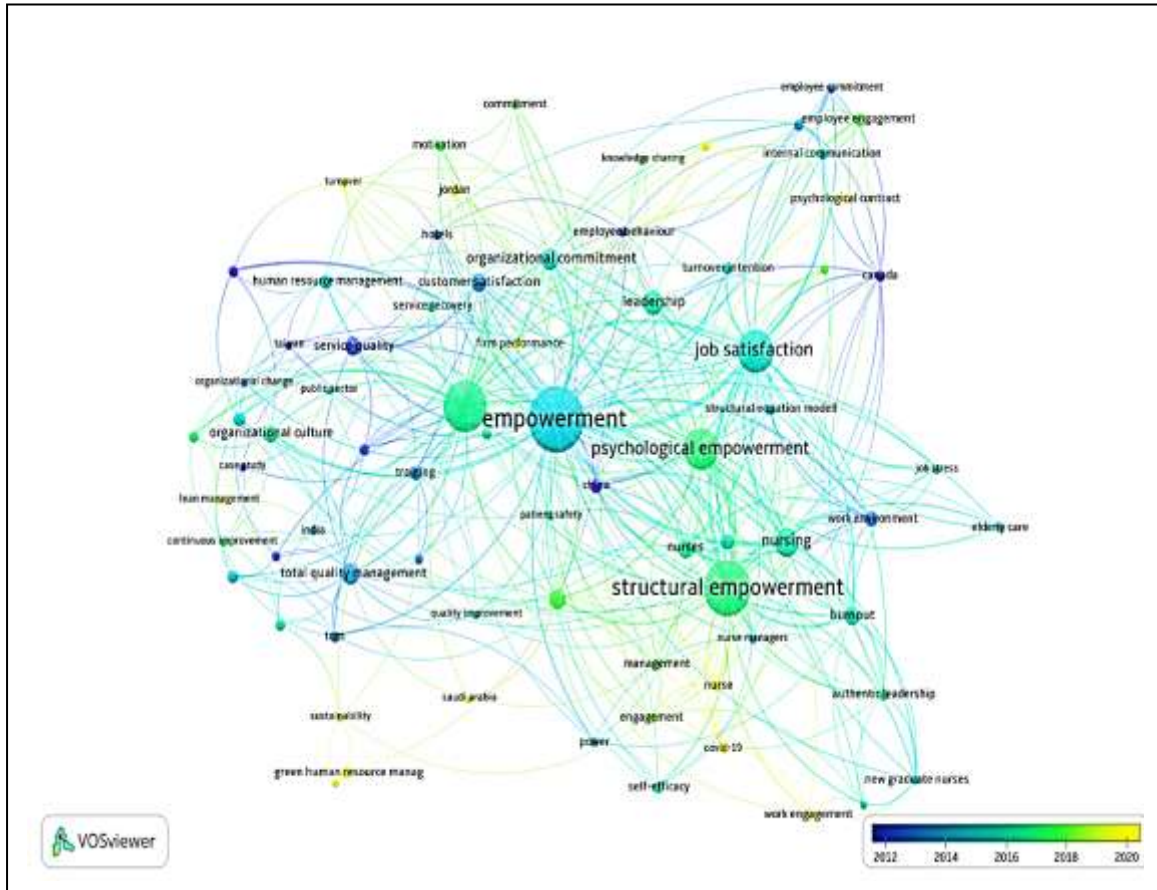 employee commitment
commitment
employee engagement
motivation
internal communication
knowledge sharing
turnover
jordan
psychological contract
hotels
employee behaviour
organizational commitment
turnover intention
canada
human resource management
customer satisfaction
service recovery
leadership
taiwan
service quality
firm performance
job satisfaction
organizational change
public sector
structural equation modell
empowerment
organizational culture
psychological empowerment
case study
training
job stress
china
lean management
patient safety
work environment
elderly care
india
continuous improvement
nurses
nursing
total quality management
structural empowerment
quality improvement
burnout
tqm
nurse managers
management
nurse
authentic leadership
saudi arabia
sustainability
engagement
power
covid-19
green human resource manag
self-efficacy
new graduate nurses
work engagement
VOSviewer
2012 2014 2016 2018 2020